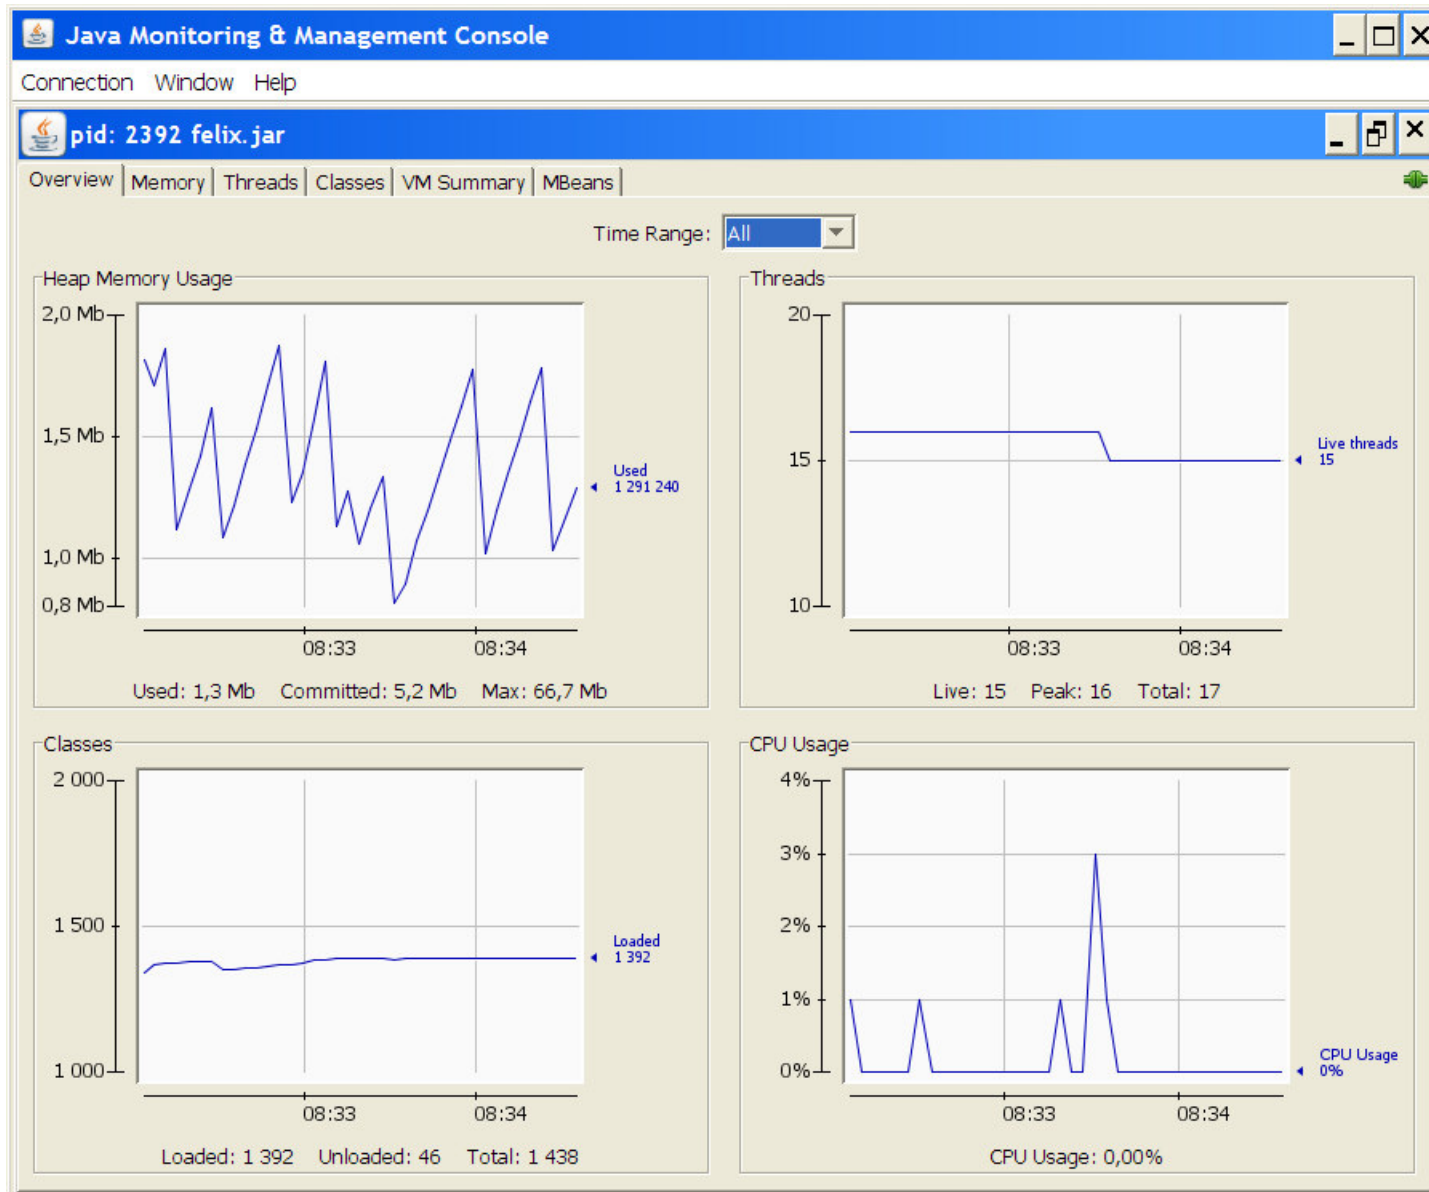 Java Monitoring & Management Console
Connection Window Help
pid: 2392 felix.jar
Overview Memory Threads Classes VM Summary MBeans
Time Range: All
Heap Memory Usage
2,0 Mb
1,5 Mb
1,0 Mb
0,8 Mb
Used
1 291 240
08:33 08:34
Used: 1,3 Mb Committed: 5,2 Mb Max: 66,7 Mb
Threads
20
15
10
Live threads
15
08:33 08:34
Live: 15 Peak: 16 Total: 17
Classes
2 000
1 500
1 000
Loaded
1 392
08:33 08:34
Loaded: 1 392 Unloaded: 46 Total: 1 438
CPU Usage
4%
3%
2%
1%
0%
CPU Usage
0%
08:33 08:34
CPU Usage: 0,00%